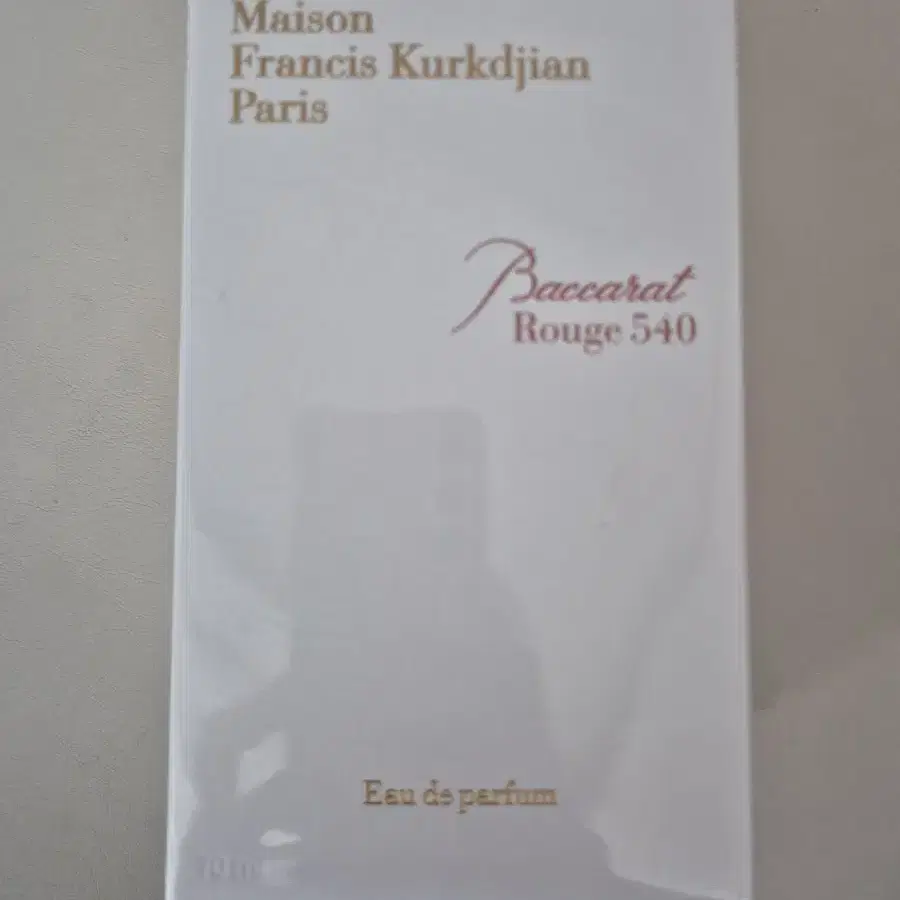 Maison
Francis Kurkdjian
Paris
Baccarat
Rouge 540
Eau de parfum